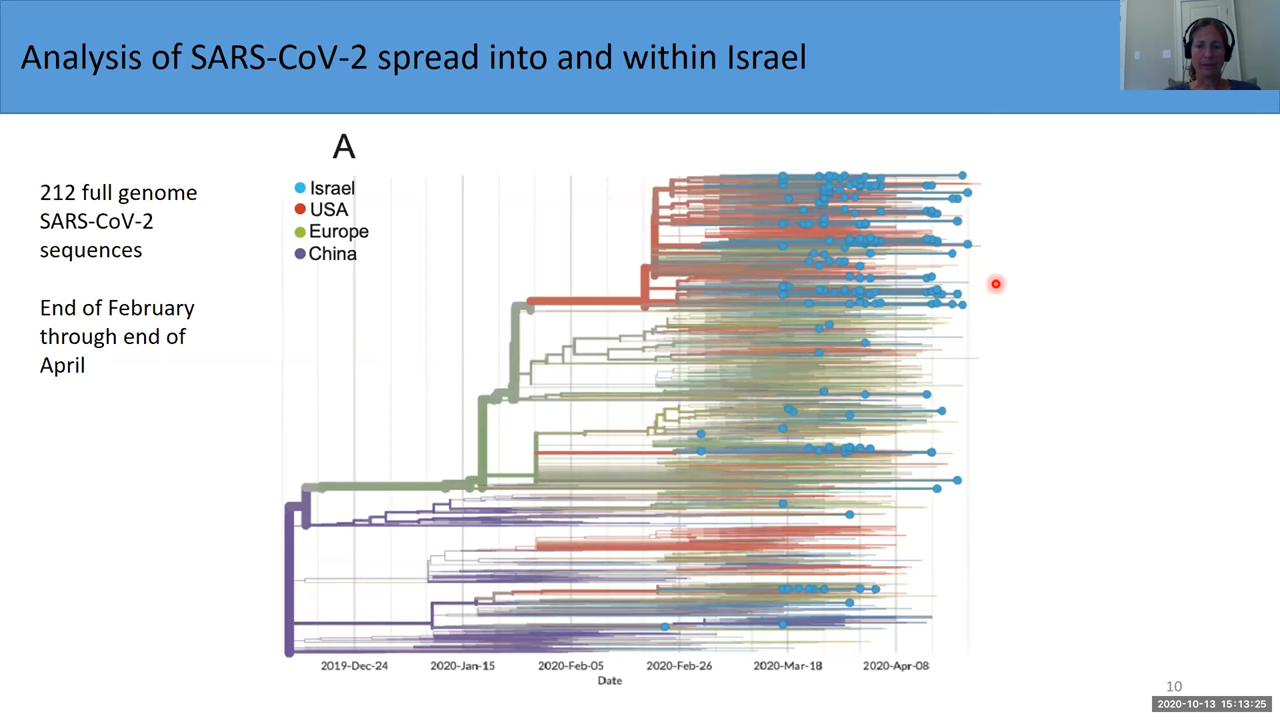 Analysis of SARS-CoV-2 spread into and within Israel
A
212 full genome
SARS-CoV-2
sequences
End of February
through end of
April
Israel
USA
Europe
China
2019-Dec-24
2020-Jan-15
2020-Feb-05
2020-Feb-26
2020-Mar-18
2020-Apr-08
Date
10
2020-10-13 15:13:25